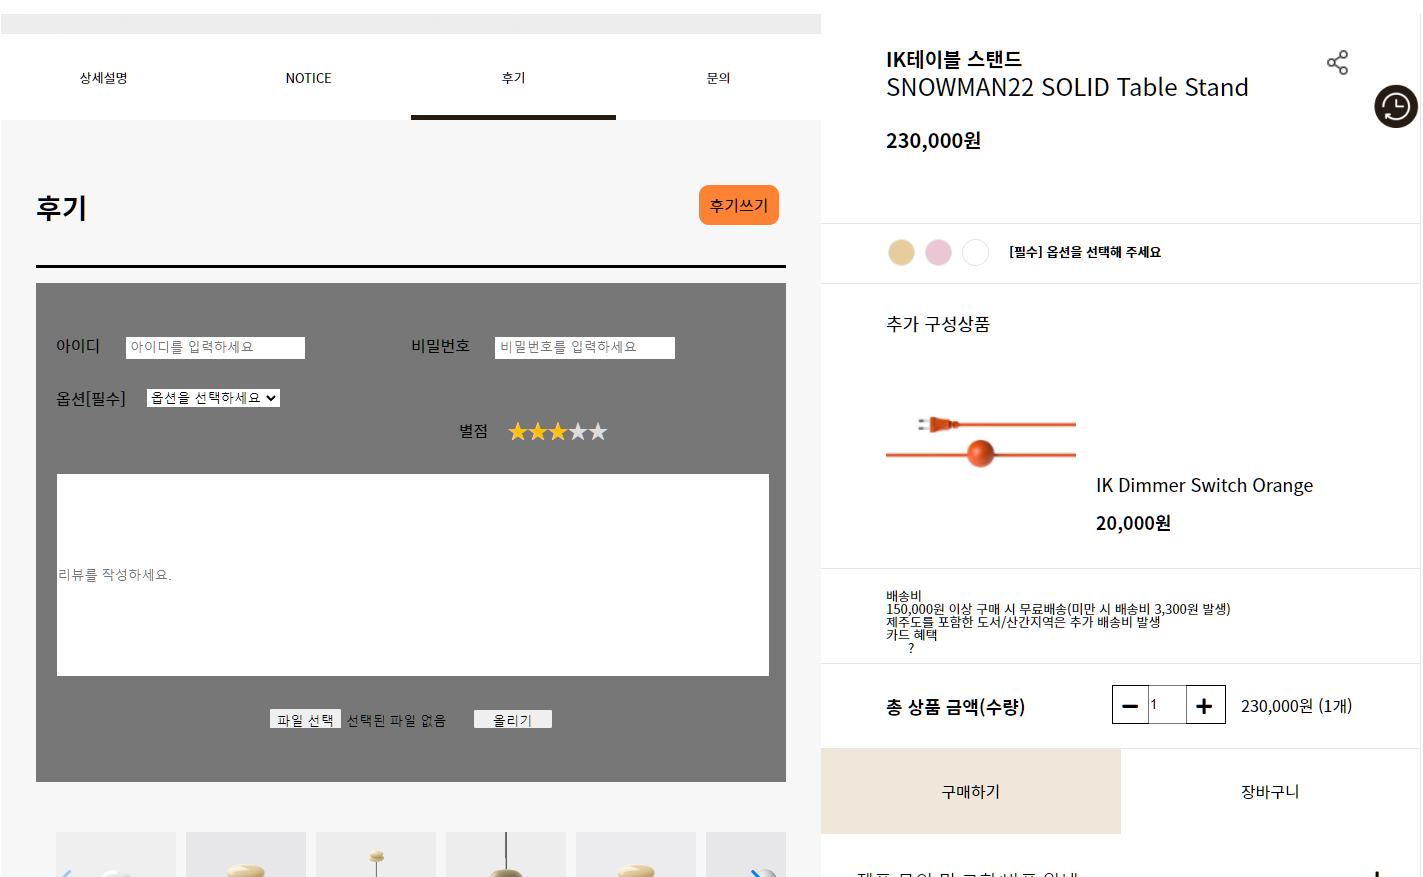 상세설명
NOTICE
후기
문의
후기
후기쓰기
아이디
아이디를 입력하세요
비밀번호
비밀번호를 입력하세요
옵션[필수]
옵션을 선택하세요
별점
리뷰를 작성하세요.
파일 선택 선택된 파일 없음
올리기
IK테이블 스탠드
SNOWMAN22 SOLID Table Stand
230,000원
[필수] 옵션을 선택해 주세요
추가 구성상품
IK Dimmer Switch Orange
20,000원
배송비
150,000원 이상 구매 시 무료배송(미만 시 배송비 3,300원 발생)
제주도를 포함한 도서/산간지역은 추가 배송비 발생
카드 혜택
?
총 상품 금액(수량)
1
230,000원 (1개)
구매하기
장바구니